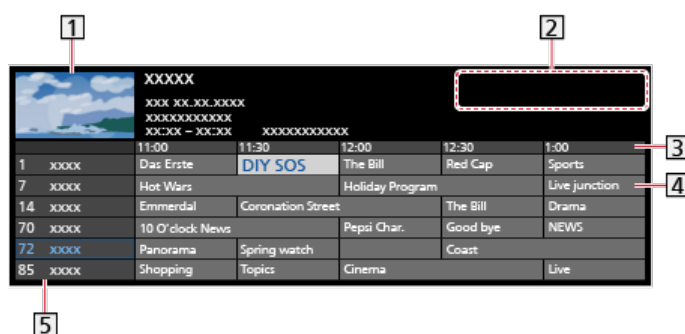 1 2
XXXXX
xxx xx.xx.xxxx
xxxxxxxxxxxx
xx:xx – xx:xx xxxxxxxxxxx
11:00 11:30 12:00 12:30 1:00 3
1 xxxx Das Erste DIY SOS The Bill Red Cap Sports
7 xxxx Hot Wars Holiday Program Live junction 4
14 xxxx Emmerdal Coronation Street The Bill Drama
70 xxxx 10 O'clock News Pepsi Char. Good bye NEWS
72 xxxx Panorama Spring watch Coast
85 xxxx Shopping Topics Cinema Live
5